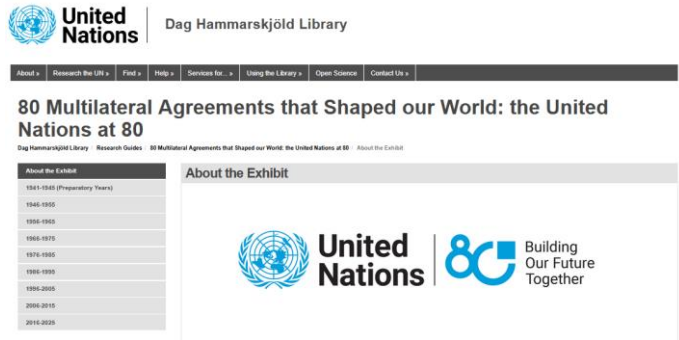 United
Nations
Dag Hammarskjöld Library
About » Research the UN » Find » Help » Services for... » Using the Library » Open Science Contact Us »
80 Multilateral Agreements that Shaped our World: the United
Nations at 80
Dag Hammarskjöld Library Research Guides 80 Multilateral Agreements that Shaped our World: the United Nations at 80 About the Exhibit
About the Exhibit
1941-1945 (Preparatory Years)
1946-1955
1956-1965
1966-1975
1976-1985
1986-1995
1996-2005
2006-2015
2016-2025
About the Exhibit
United
Nations
80
Building
Our Future
Together